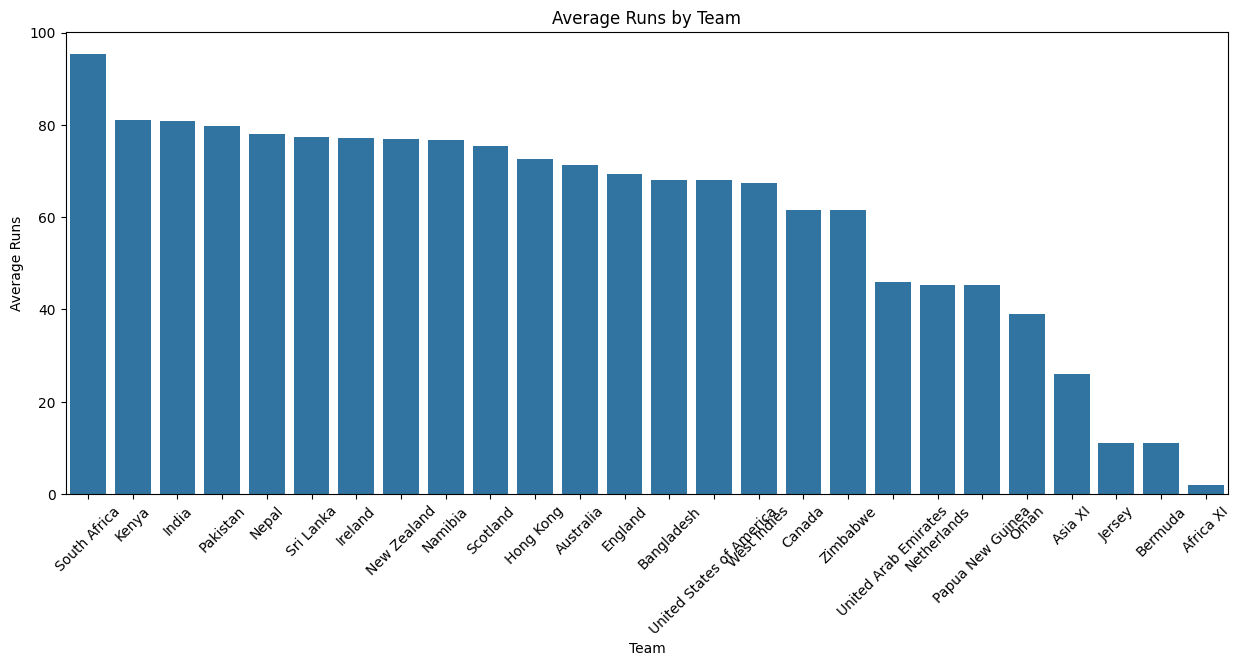 Average Runs by Team
Average Runs
100
80
60
40
20
0
South Africa
Kenya
India
Pakistan
Nepal
Sri Lanka
Ireland
New Zealand
Namibia
Scotland
Hong Kong
Australia
England
Bangladesh
United States of America
West Indies
Canada
Zimbabwe
United Arab Emirates
Netherlands
Papua New Guinea
Oman
Asia XI
Jersey
Bermuda
Africa XI
Team